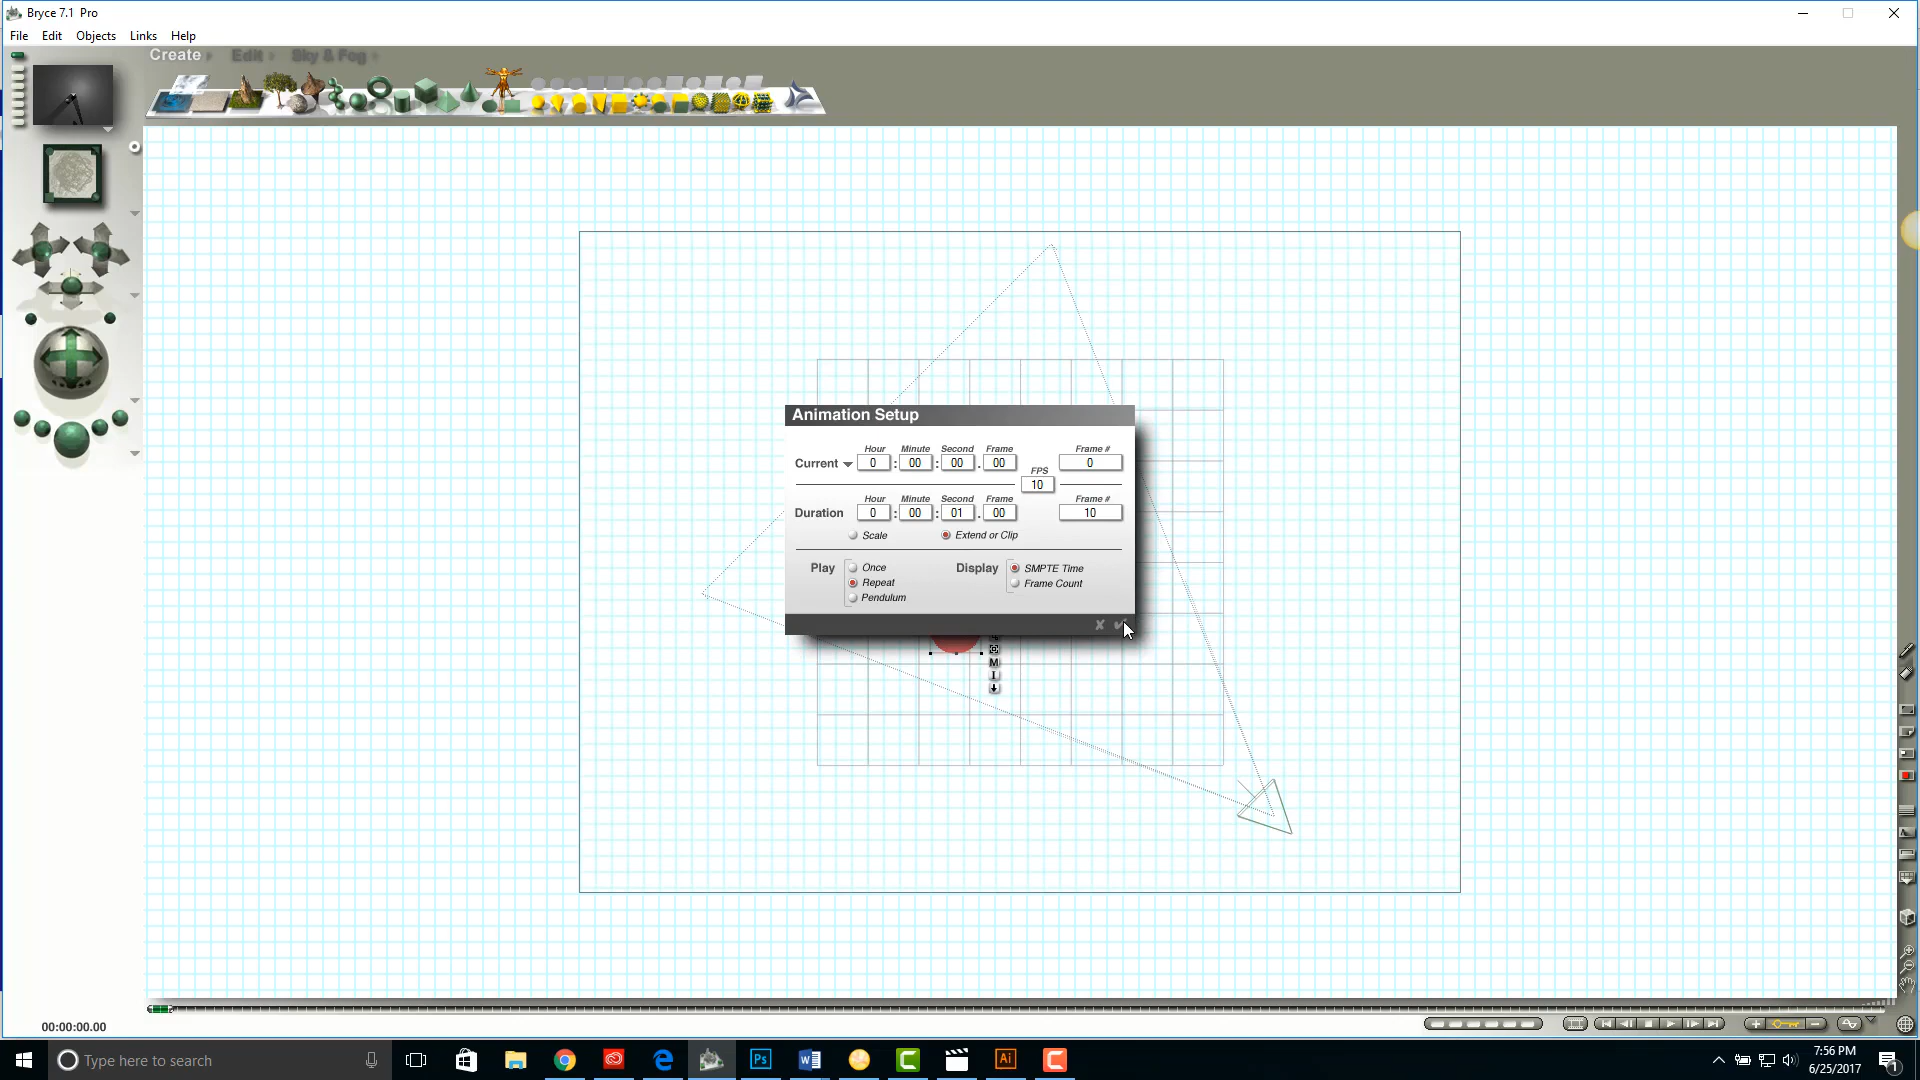 Bryce 7.1 Pro
File Edit Objects Links Help
Create Edit Sky & Fog
Animation Setup
Hour Minute Second Frame Frame #
Current 0 : 00 : 00 . 00 0
FPS
10
Hour Minute Second Frame Frame #
Duration 0 : 00 : 01 . 00 10
Scale Extend or Clip
Play Once Display SMPTE Time
Repeat Frame Count
Pendulum
M
I
00:00:00.00
Type here to search
Ps
W
C
Ai
C
7:56 PM
6/25/2017
1